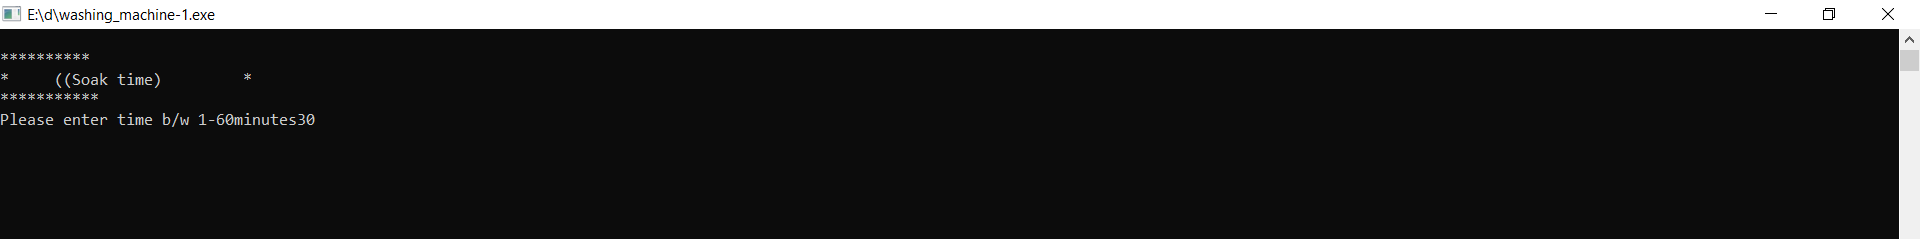 E:\d\washing_machine-1.exe
**********
*     ((Soak time)         *
***********
Please enter time b/w 1-60minutes30